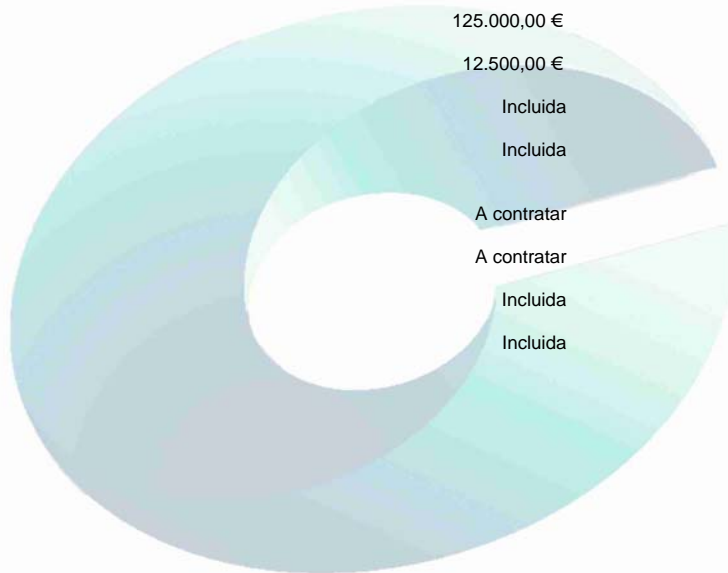 125.000,00 €
12.500,00 €
Incluida
Incluida
A contratar
A contratar
Incluida
Incluida